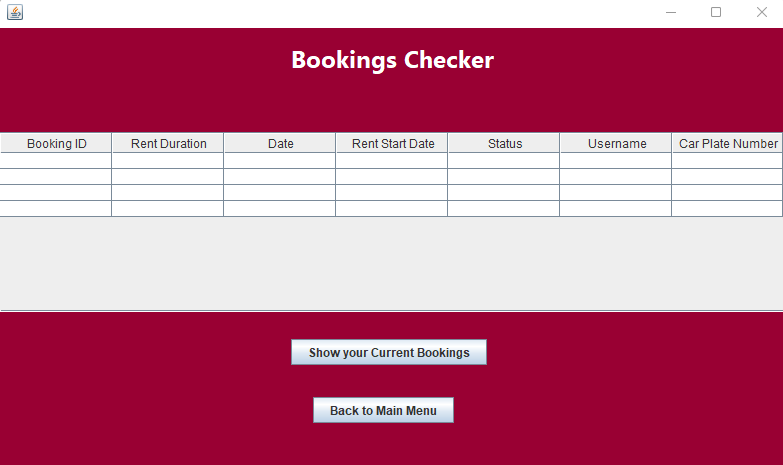 Bookings Checker
Booking ID Rent Duration Date Rent Start Date Status Username Car Plate Number
Show your Current Bookings
Back to Main Menu